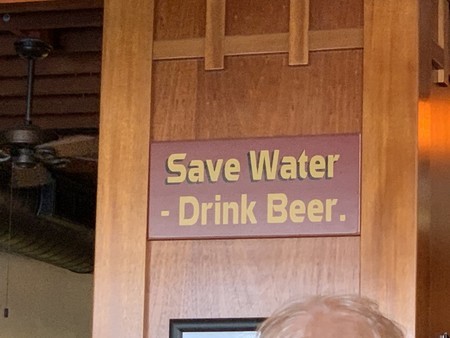 Save Water
- Drink Beer.